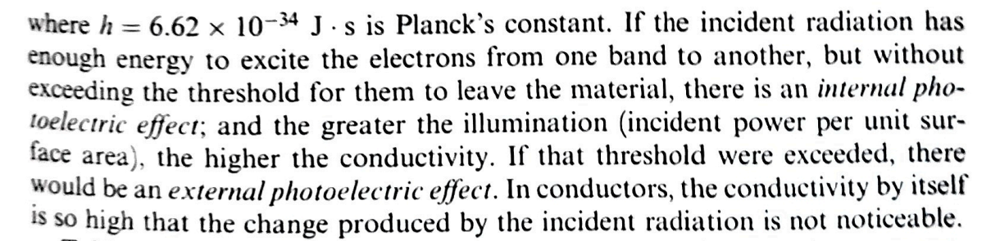 where h = 6.62 × 10⁻³⁴ J · s is Planck's constant. If the incident radiation has
enough energy to excite the electrons from one band to another, but without
exceeding the threshold for them to leave the material, there is an internal pho-
toelectric effect; and the greater the illumination (incident power per unit sur-
face area), the higher the conductivity. If that threshold were exceeded, there
would be an external photoelectric effect. In conductors, the conductivity by itself
is so high that the change produced by the incident radiation is not noticeable.